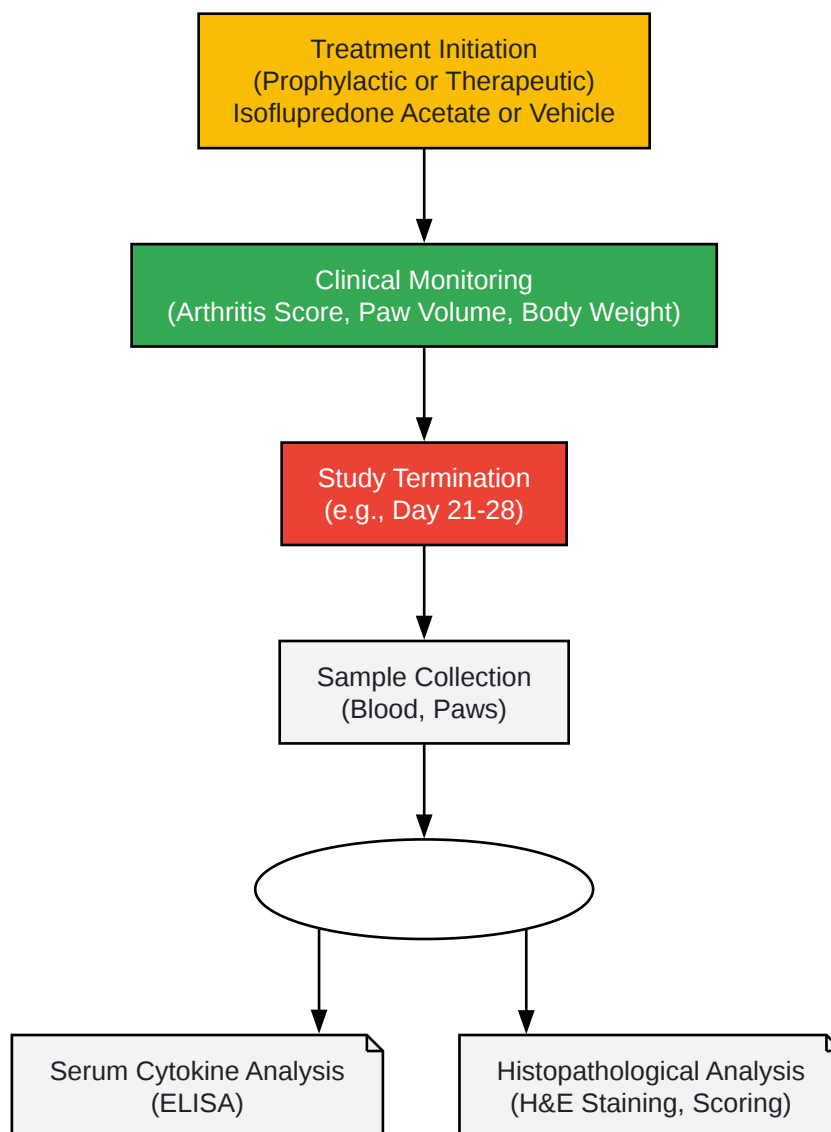 Treatment Initiation
(Prophylactic or Therapeutic)
Isoflupredone Acetate or Vehicle
Clinical Monitoring
(Arthritis Score, Paw Volume, Body Weight)
Study Termination
(e.g., Day 21-28)
Sample Collection
(Blood, Paws)
Serum Cytokine Analysis
(ELISA)
Histopathological Analysis
(H&E Staining, Scoring)